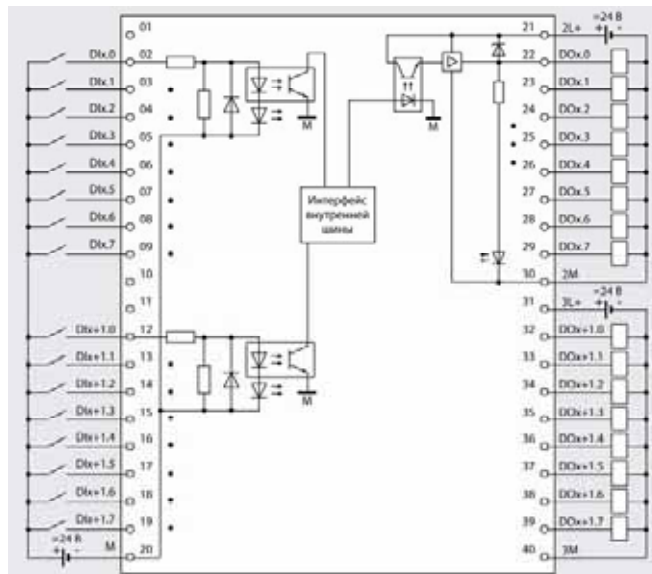 01
DIx.0 02
DIx.1 03
DIx.2 04
DIx.3 05
DIx.4 06
DIx.5 07
DIx.6 08
DIx.7 09
10
11
DIx+1.0 12
DIx+1.1 13
DIx+1.2 14
DIx+1.3 15
DIx+1.4 16
DIx+1.5 17
DIx+1.6 18
DIx+1.7 19
=24 В
+ -
M 20
M
M
M
Интерфейс
внутренней
шины
=24 В
21 2L+ + -
22 DOx.0
23 DOx.1
24 DOx.2
25 DOx.3
26 DOx.4
27 DOx.5
28 DOx.6
29 DOx.7
30 2M
=24 В
31 3L+ + -
32 DOx+1.0
33 DOx+1.1
34 DOx+1.2
35 DOx+1.3
36 DOx+1.4
37 DOx+1.5
38 DOx+1.6
39 DOx+1.7
40 3M